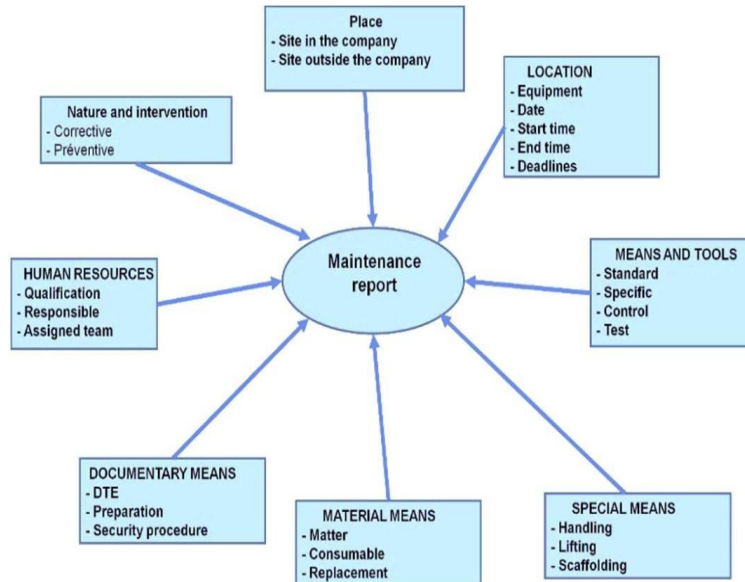 Place
- Site in the company
- Site outside the company
LOCATION
- Equipment
- Date
- Start time
- End time
- Deadlines
Nature and intervention
- Corrective
- Préventive
Maintenance
report
MEANS AND TOOLS
- Standard
- Specific
- Control
- Test
HUMAN RESOURCES
- Qualification
- Responsible
- Assigned team
DOCUMENTARY MEANS
- DTE
- Preparation
- Security procedure
MATERIAL MEANS
- Matter
- Consumable
- Replacement
SPECIAL MEANS
- Handling
- Lifting
- Scaffolding